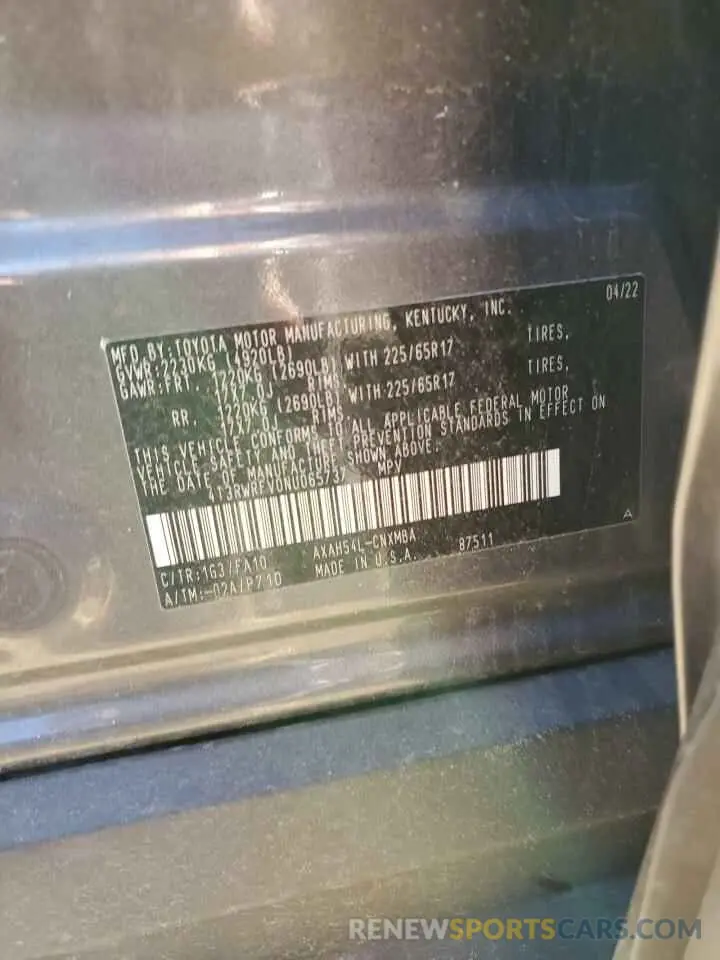 04/22
MFD.BY:TOYOTA MOTOR MANUFACTURING, KENTUCKY, INC.
GVWR:2230KG (4920LB)
GAWR:FRT. 1220KG (2690LB) WITH 225/65R17 TIRES,
17X7.0J RIMS,
RR. 1220KG (2690LB) WITH 225/65R17 TIRES,
17X7.0J RIMS,
THIS VEHICLE CONFORMS TO ALL APPLICABLE FEDERAL MOTOR
VEHICLE SAFETY AND THEFT PREVENTION STANDARDS IN EFFECT ON
THE DATE OF MANUFACTURE SHOWN ABOVE.
MPV
C/TR:1G3/FA10 AXAH54L-CNXMBA 87511
A/TM:-02A/P710 MADE IN U.S.A. A
RENEWSPORTSCARS.COM